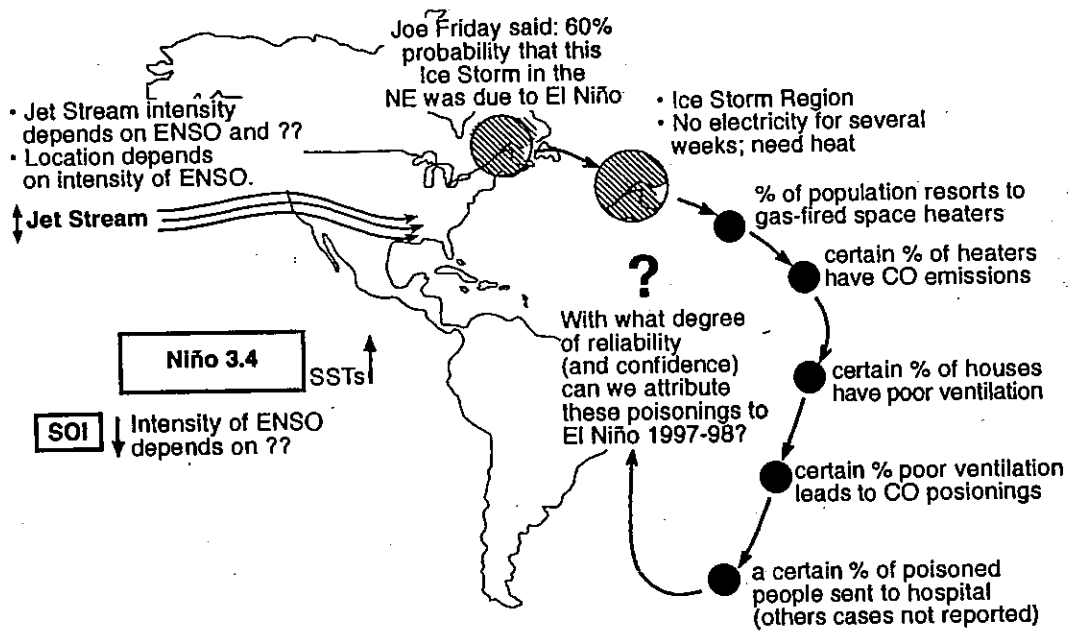 Joe Friday said: 60%
probability that this
Ice Storm in the
NE was due to El Niño
· Jet Stream intensity
depends on ENSO and ??
· Location depends
on intensity of ENSO.
Jet Stream
Niño 3.4
SSTs
SOI
Intensity of ENSO
depends on ??
• Ice Storm Region
• No electricity for several
weeks; need heat
% of population resorts to
gas-fired space heaters
certain % of heaters
have CO emissions
certain % of houses
have poor ventilation
certain % poor ventilation
leads to CO posionings
a certain % of poisoned
people sent to hospital
(others cases not reported)
?
With what degree
of reliability
(and confidence)
can we attribute
these poisonings to
El Niño 1997-98?